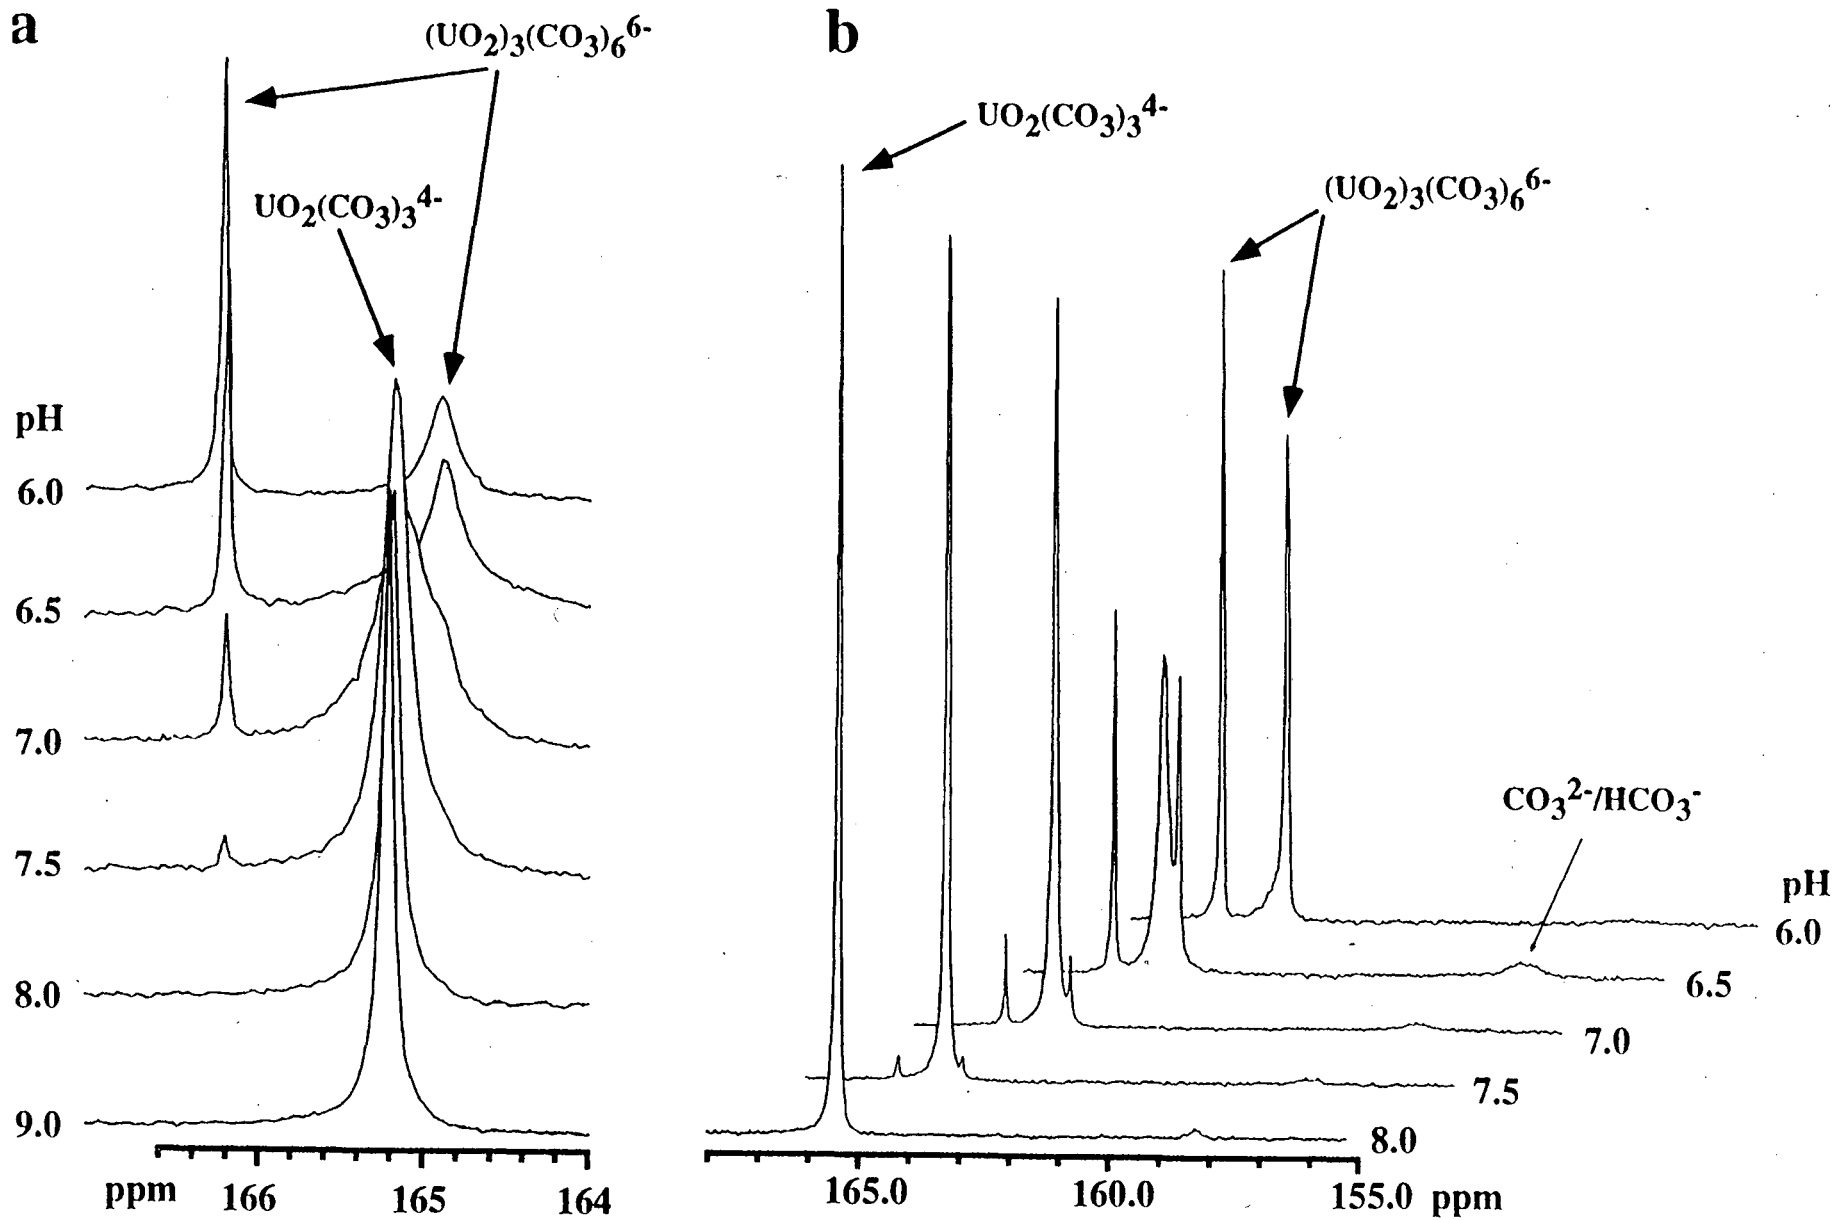 a
(UO2)3(CO3)6 6-
UO2(CO3)3 4-
pH
6.0
6.5
7.0
7.5
8.0
9.0
ppm 166 165 164
b
UO2(CO3)3 4-
(UO2)3(CO3)6 6-
CO3 2-/HCO3 -
pH
6.0
6.5
7.0
7.5
8.0
165.0 160.0 155.0 ppm